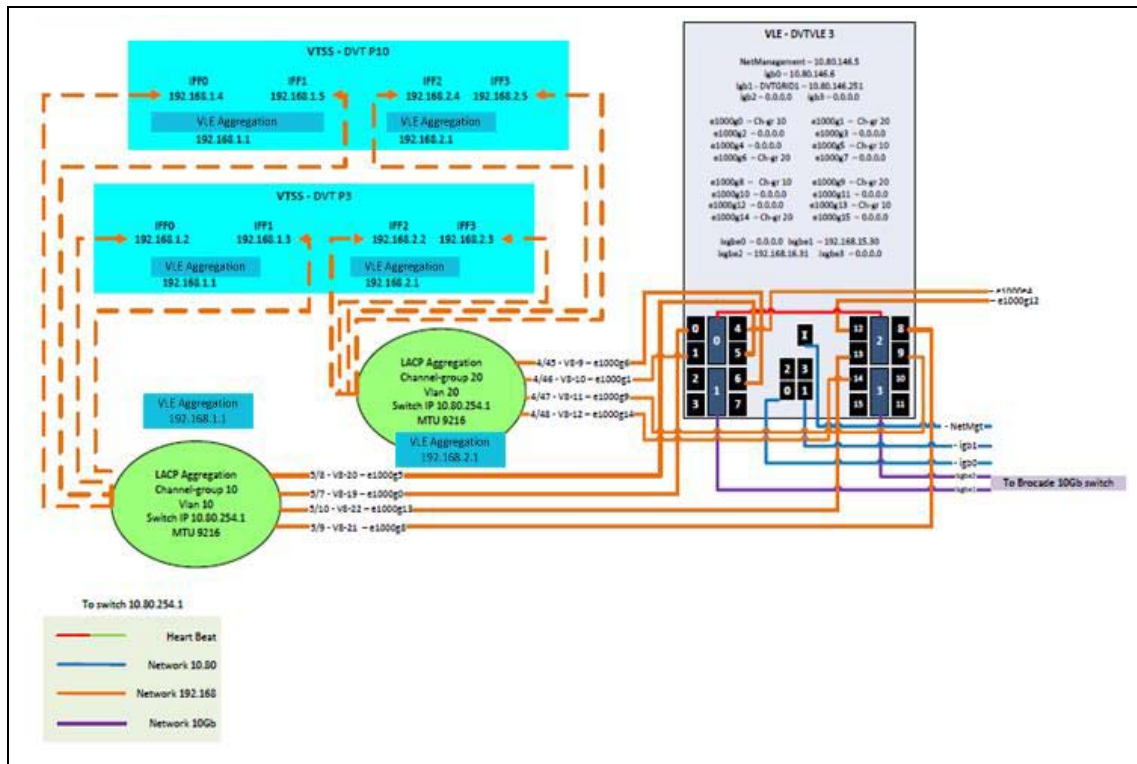 VTSS - DVT P10
IFF0 IFF1 IFF2 IFF3
192.168.1.4 192.168.1.5 192.168.2.4 192.168.2.5
VLE Aggregation VLE Aggregation
192.168.1.1 192.168.2.1
VTSS - DVT P3
IFF0 IFF1 IFF2 IFF3
192.168.1.2 192.168.1.3 192.168.2.2 192.168.2.3
VLE Aggregation VLE Aggregation
192.168.1.1 192.168.2.1
VLE - DVTVLE 3
NetManagement – 10.80.146.5
igb0 – 10.80.146.6
igb1 - DVTGRID1 – 10.80.146.251
igb2 – 0.0.0.0 igb3 – 0.0.0.0
e1000g0 – Ch-gr 10 e1000g1 – Ch-gr 20
e1000g2 – 0.0.0.0 e1000g3 – 0.0.0.0
e1000g4 – 0.0.0.0 e1000g5 – Ch-gr 10
e1000g6 – Ch-gr 20 e1000g7 – 0.0.0.0
e1000g8 – Ch-gr 10 e1000g9 – Ch-gr 20
e1000g10 – 0.0.0.0 e1000g11 – 0.0.0.0
e1000g12 – 0.0.0.0 e1000g13 – Ch-gr 10
e1000g14 – Ch-gr 20 e1000g15 – 0.0.0.0
ixgbe0 – 0.0.0.0 ixgbe1 – 192.168.15.30
ixgbe2 – 192.168.16.31 ixgbe3 – 0.0.0.0
e1000e4
e1000g12
0 4 12 8
0 2
1 5 13 9
2 6 2 3 14 10
1 0 1 3
3 7 15 11
LACP Aggregation
Channel-group 20
Vlan 20
Switch IP 10.80.254.1
MTU 9216
VLE Aggregation
192.168.2.1
4/45 - V8-9 – e1000g6
4/46 - V8-10 – e1000g1
4/47 - V8-11 – e1000g9
4/48 - V8-12 – e1000g14
VLE Aggregation
192.168.1.1
LACP Aggregation
Channel-group 10
Vlan 10
Switch IP 10.80.254.1
MTU 9216
3/8 - V8-20 – e1000g5
3/7 - V8-19 – e1000g0
3/10 - V8-22 – e1000g13
3/9 - V8-21 – e1000g8
- NetMgt
- igb1
- igb0
To Brocade 10Gb switch
To switch 10.80.254.1
Heart Beat
Network 10.80
Network 192.168
Network 10Gb